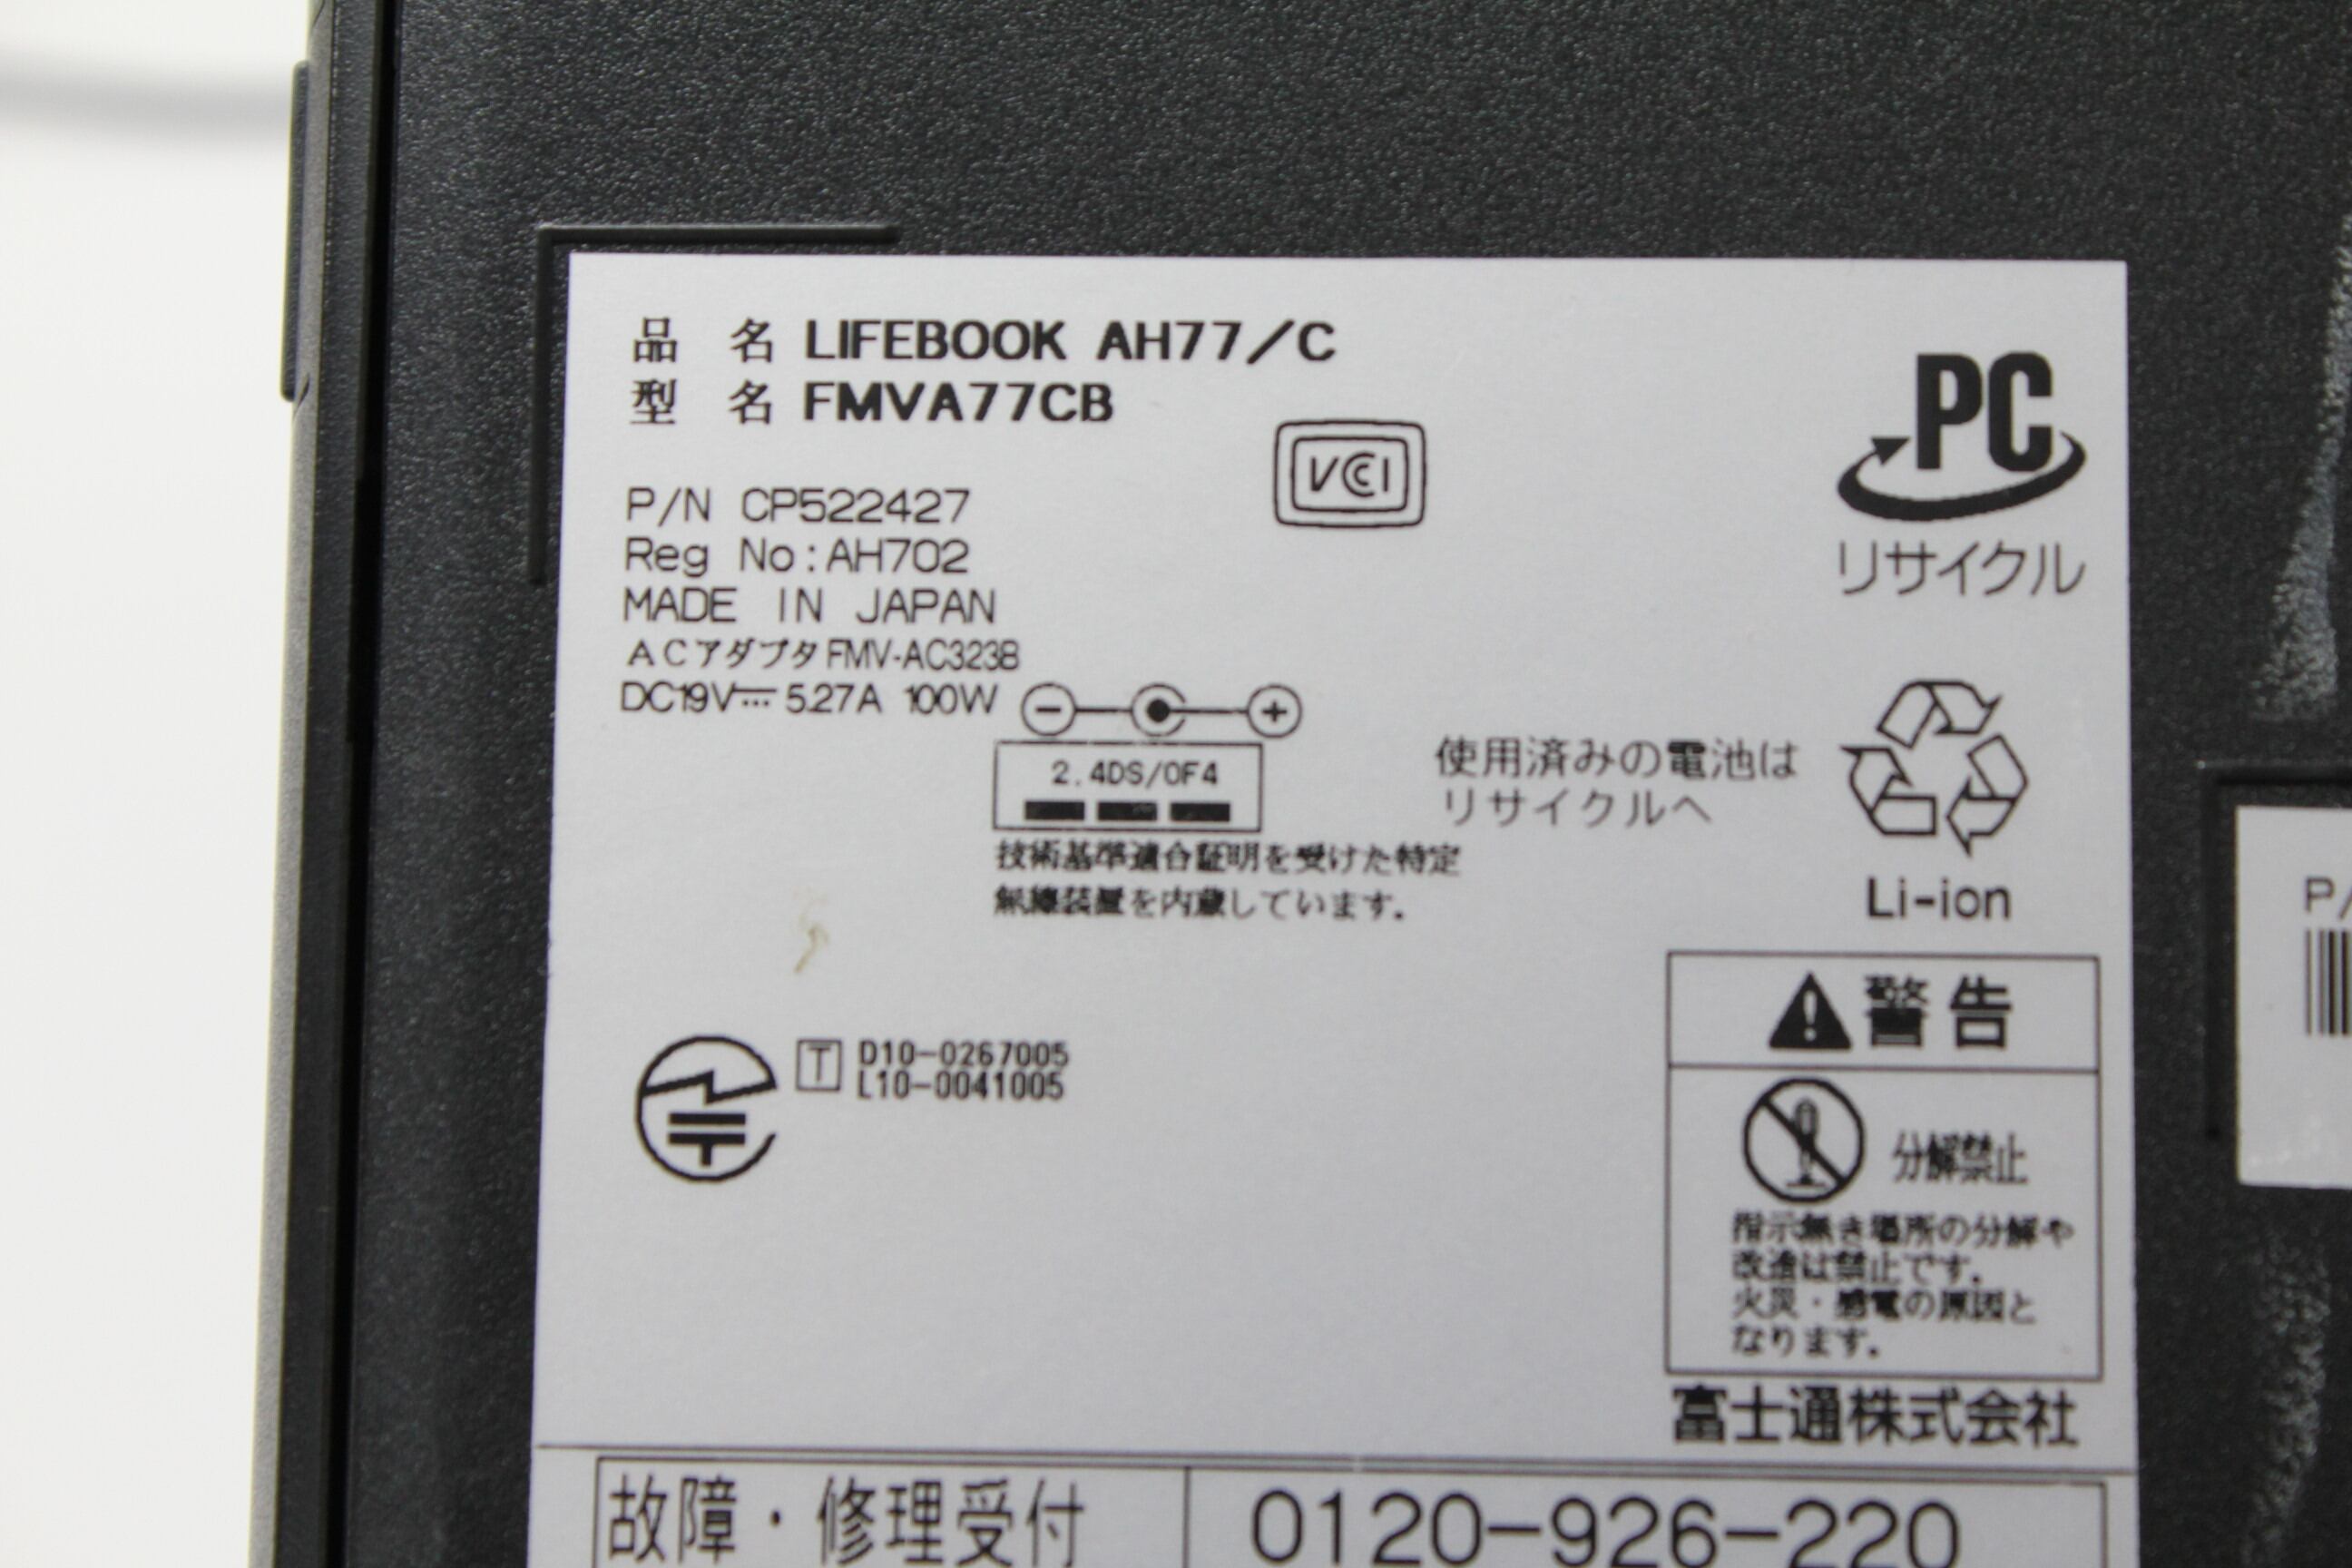 品 名 LIFEBOOK AH77/C
型 名 FMVA77CB
VCCI
PC
リサイクル
P/N CP522427
Reg No:AH702
MADE IN JAPAN
ACアダプタ FMV-AC323B
DC19V⎓ 5.27A 100W
2.4DS/OF4
技術基準適合証明を受けた特定
無線装置を内蔵しています.
使用済みの電池は
リサイクルへ
Li-ion
T D10-0267005
L10-0041005
警告
分解禁止
指示無き場所の分解や
改造は禁止です.
火災・感電の原因と
なります.
富士通株式会社
故障・修理受付 0120-926-220
P/